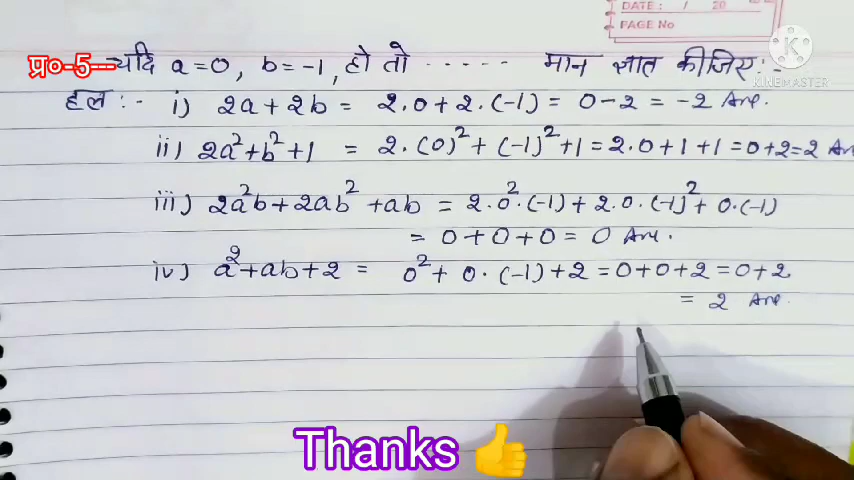 DATE: / 20
PAGE No
KINEMASTER
प्र०-5-- यदि a=0, b=-1, हो तो ..... मान ज्ञात कीजिए:-
हल :- i) 2a+2b = 2.0+2.(-1) = 0-2 = -2 Ans.
ii) 2a²+b²+1 = 2.(0)²+(-1)²+1=2.0+1+1=0+2=2 An
iii) 2a²b+2ab²+ab = 2.0².(-1)+2.0.(-1)²+0.(-1)
= 0+0+0=0 Ans.
iv) a²+ab+2 = 0²+0.(-1)+2=0+0+2=0+2
= 2 Ans.
Thanks 👍